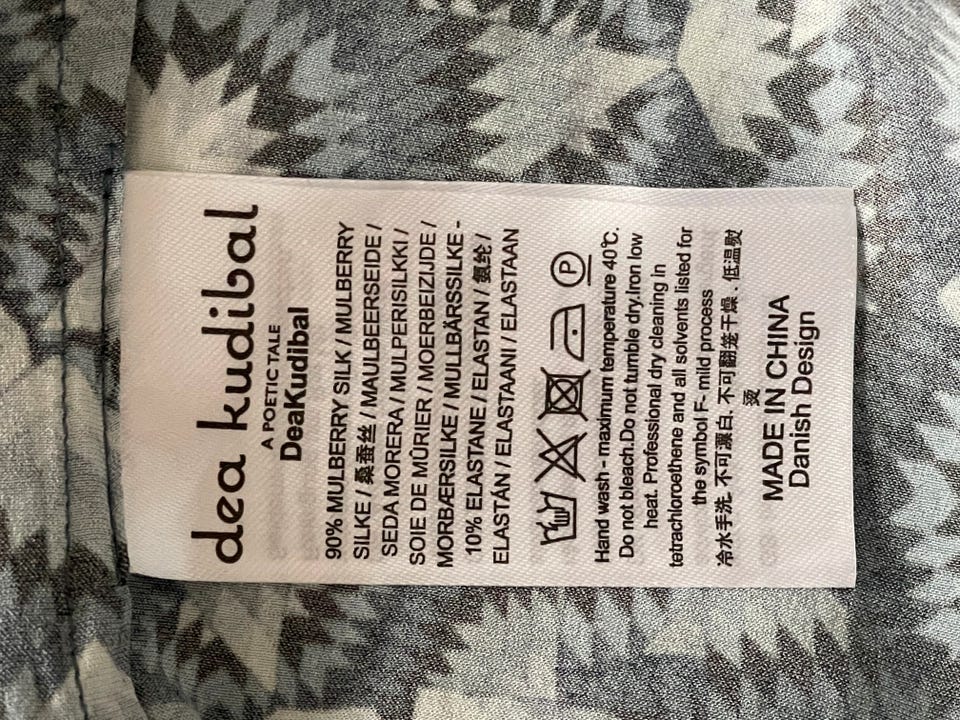 dea kudibal
A POETIC TALE
DeaKudibal
90% MULBERRY SILK / MULBERRY
SILKE / 桑蚕丝 / MAULBEERSEIDE /
SEDA MORERA / MULPERISILKKI /
SOIE DE MÛRIER / MOERBEIZIJDE /
MORBÆRSILKE / MULLBÄRSSILKE -
10% ELASTANE / ELASTAN / 氨纶 /
ELASTÁN / ELASTAANI / ELASTAAN
P
Hand wash - maximum temperature 40℃.
Do not bleach.Do not tumble dry.Iron low
heat. Professional dry cleaning in
tetrachloroethene and all solvents listed for
the symbol F- mild process
冷水手洗. 不可漂白. 不可翻笼干燥 . 低温熨
烫
MADE IN CHINA
Danish Design